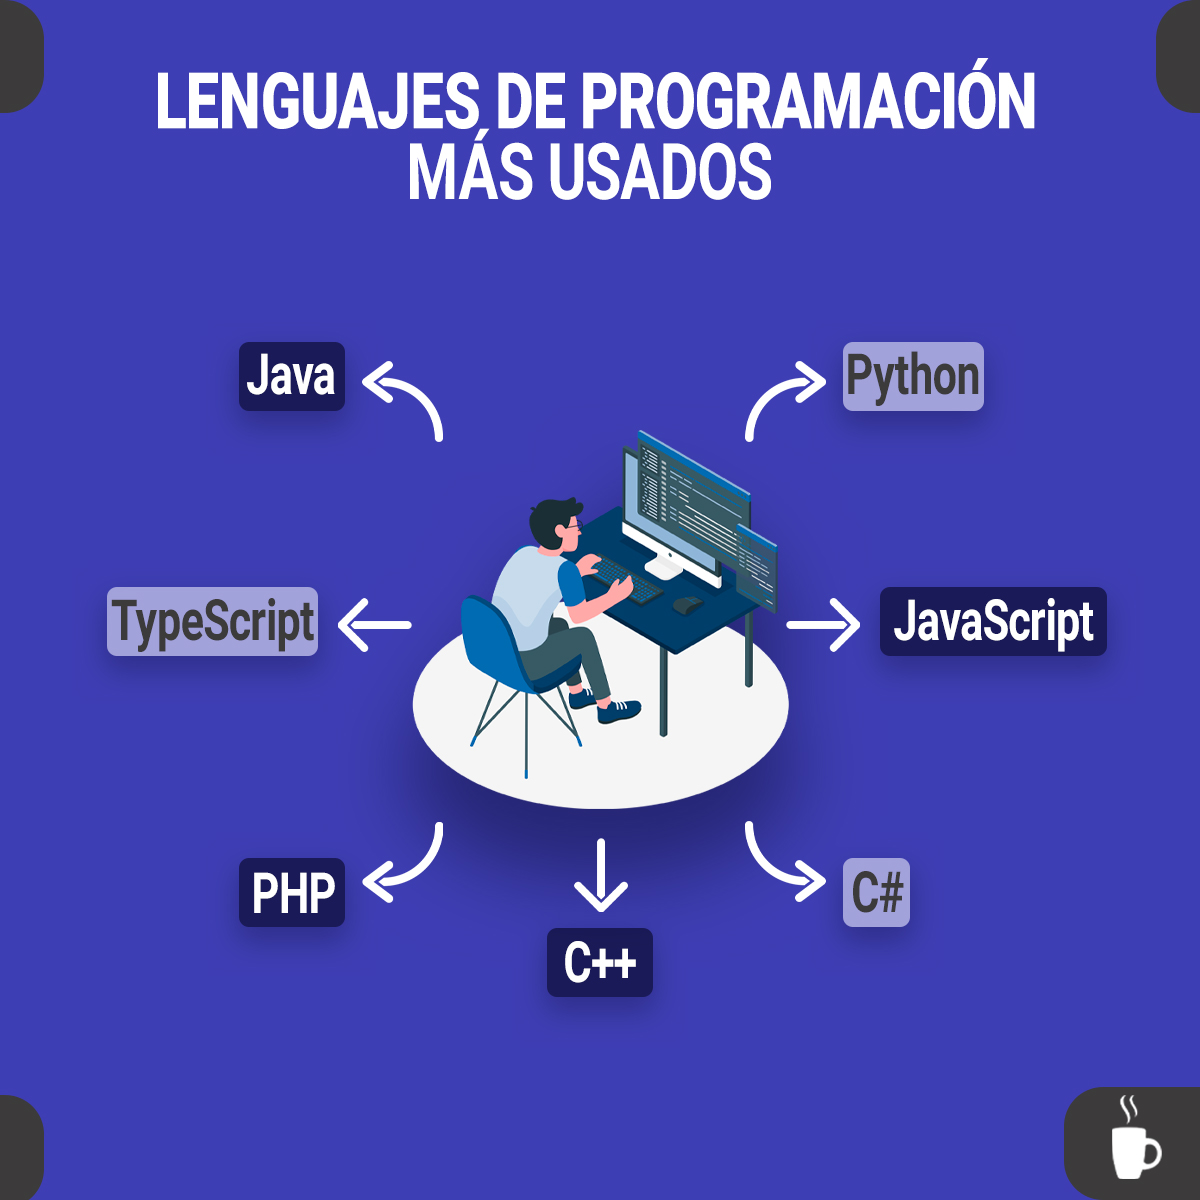 LENGUAJES DE PROGRAMACIÓN
MÁS USADOS
Java
Python
TypeScript
JavaScript
PHP
C#
C++